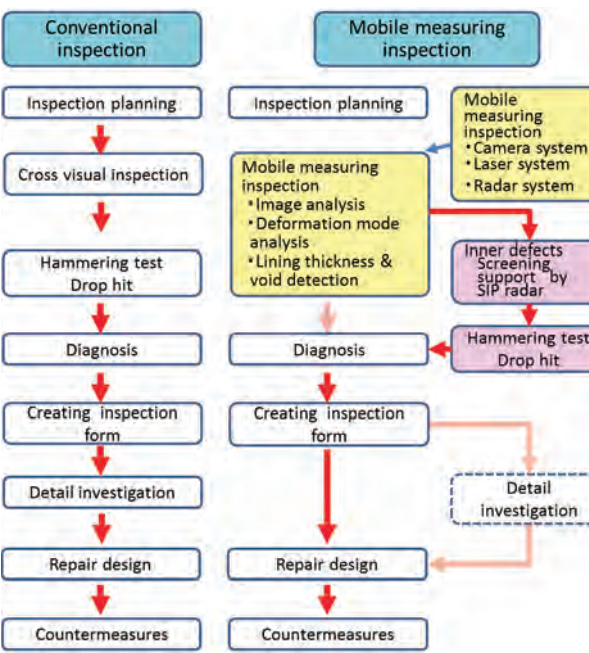 Conventional
inspection
Inspection planning
Cross visual inspection
Hammering test
Drop hit
Diagnosis
Creating inspection
form
Detail investigation
Repair design
Countermeasures
Mobile measuring
inspection
Inspection planning
Mobile
measuring
inspection
・Camera system
・Laser system
・Radar system
Mobile measuring
inspection
・Image analysis
・Deformation mode
analysis
・Lining thickness &
void detection
Inner defects
Screening
support by
SIP radar
Hammering test
Drop hit
Diagnosis
Creating inspection
form
Detail
investigation
Repair design
Countermeasures